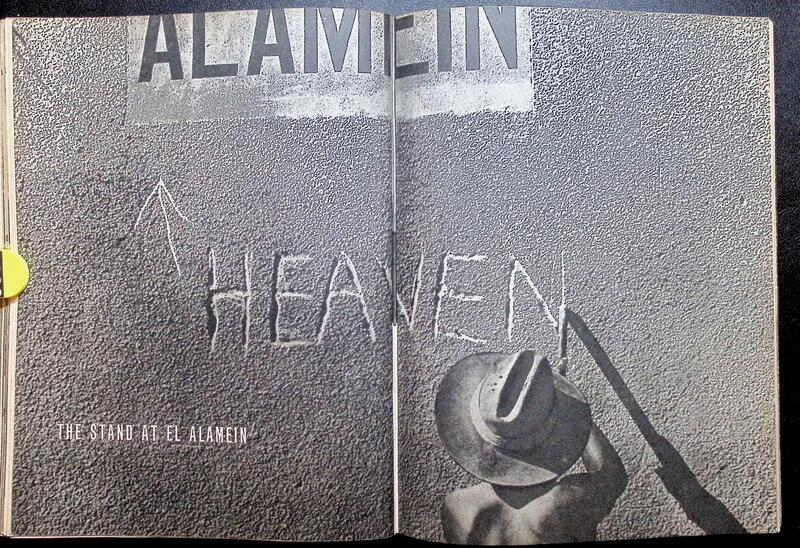 ALAMEIN
HEAVEN
THE STAND AT EL ALAMEIN